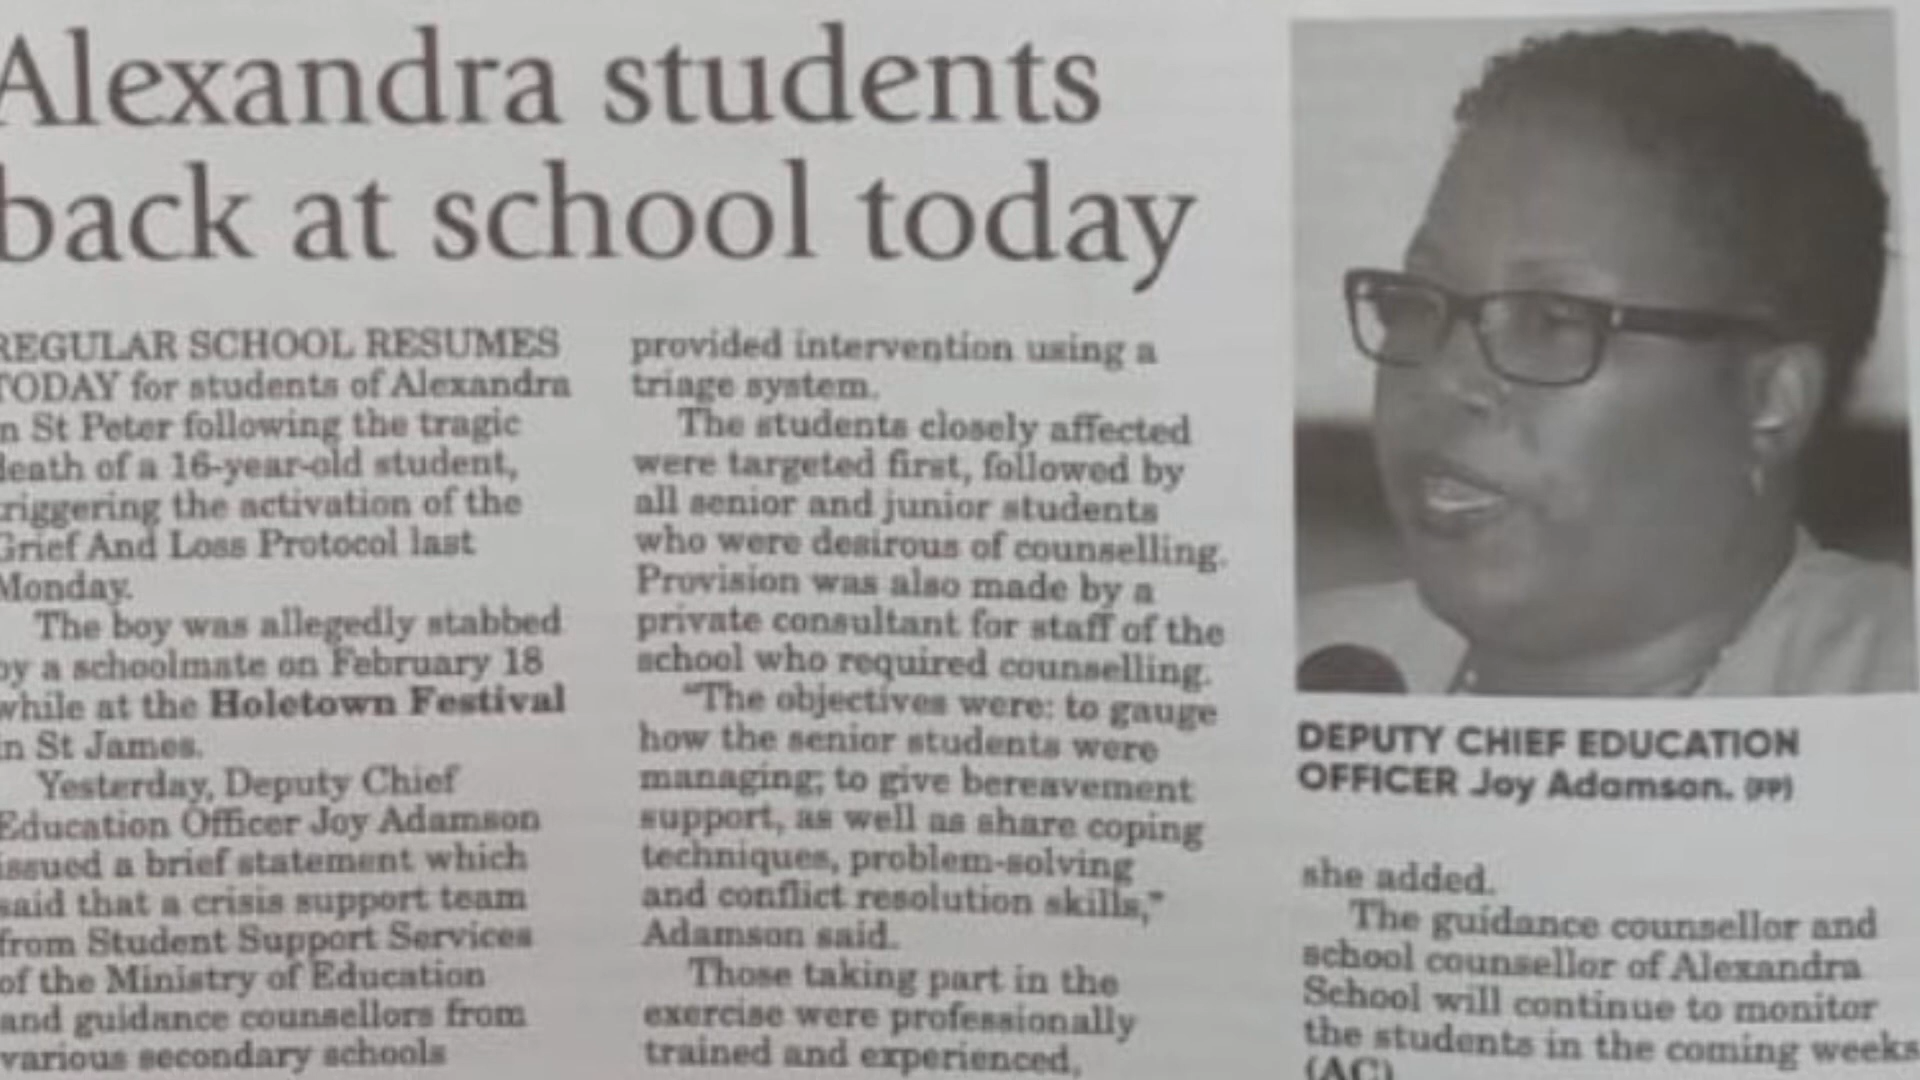 Alexandra students
back at school today
REGULAR SCHOOL RESUMES
TODAY for students of Alexandra
in St Peter following the tragic
death of a 16-year-old student,
triggering the activation of the
Grief And Loss Protocol last
Monday.
The boy was allegedly stabbed
by a schoolmate on February 18
while at the Holetown Festival
in St James.
Yesterday, Deputy Chief
Education Officer Joy Adamson
issued a brief statement which
said that a crisis support team
from Student Support Services
of the Ministry of Education
and guidance counsellors from
various secondary schools
provided intervention using a
triage system.
The students closely affected
were targeted first, followed by
all senior and junior students
who were desirous of counselling.
Provision was also made by a
private consultant for staff of the
school who required counselling.
"The objectives were: to gauge
how the senior students were
managing; to give bereavement
support, as well as share coping
techniques, problem-solving
and conflict resolution skills,"
Adamson said.
Those taking part in the
exercise were professionally
trained and experienced,
DEPUTY CHIEF EDUCATION
OFFICER Joy Adamson. (FP)
she added.
The guidance counsellor and
school counsellor of Alexandra
School will continue to monitor
the students in the coming weeks
(AC)